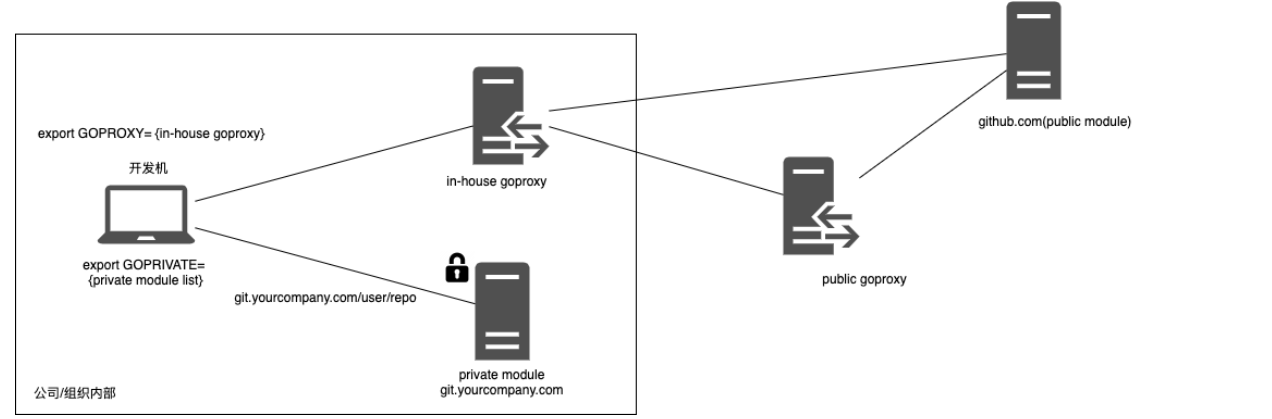 export GOPROXY= {in-house goproxy}
开发机
export GOPRIVATE=
{private module list}
git.yourcompany.com/user/repo
公司/组织内部
in-house goproxy
private module
git.yourcompany.com
github.com(public module)
public goproxy